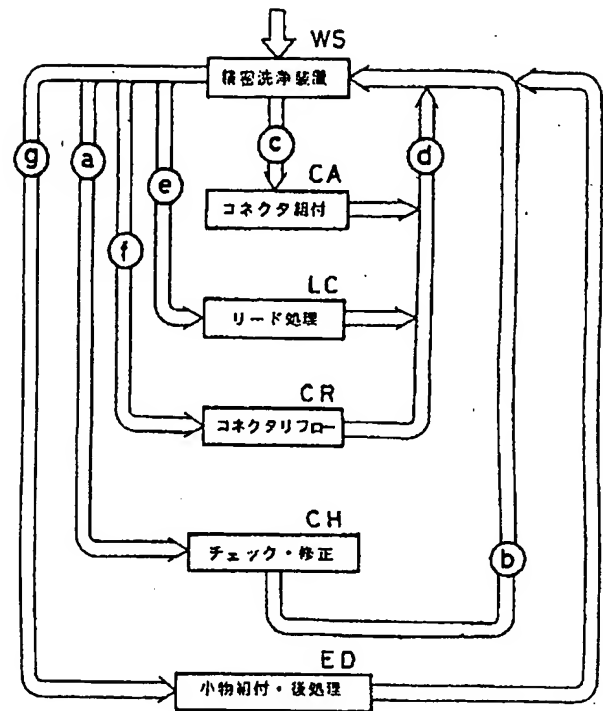 WS
精密洗浄装置
g
a
c
d
e
CA
コネクタ組付
f
LC
リード処理
CR
コネクタリフロー
CH
チェック・修正
b
ED
小物組付・後処理